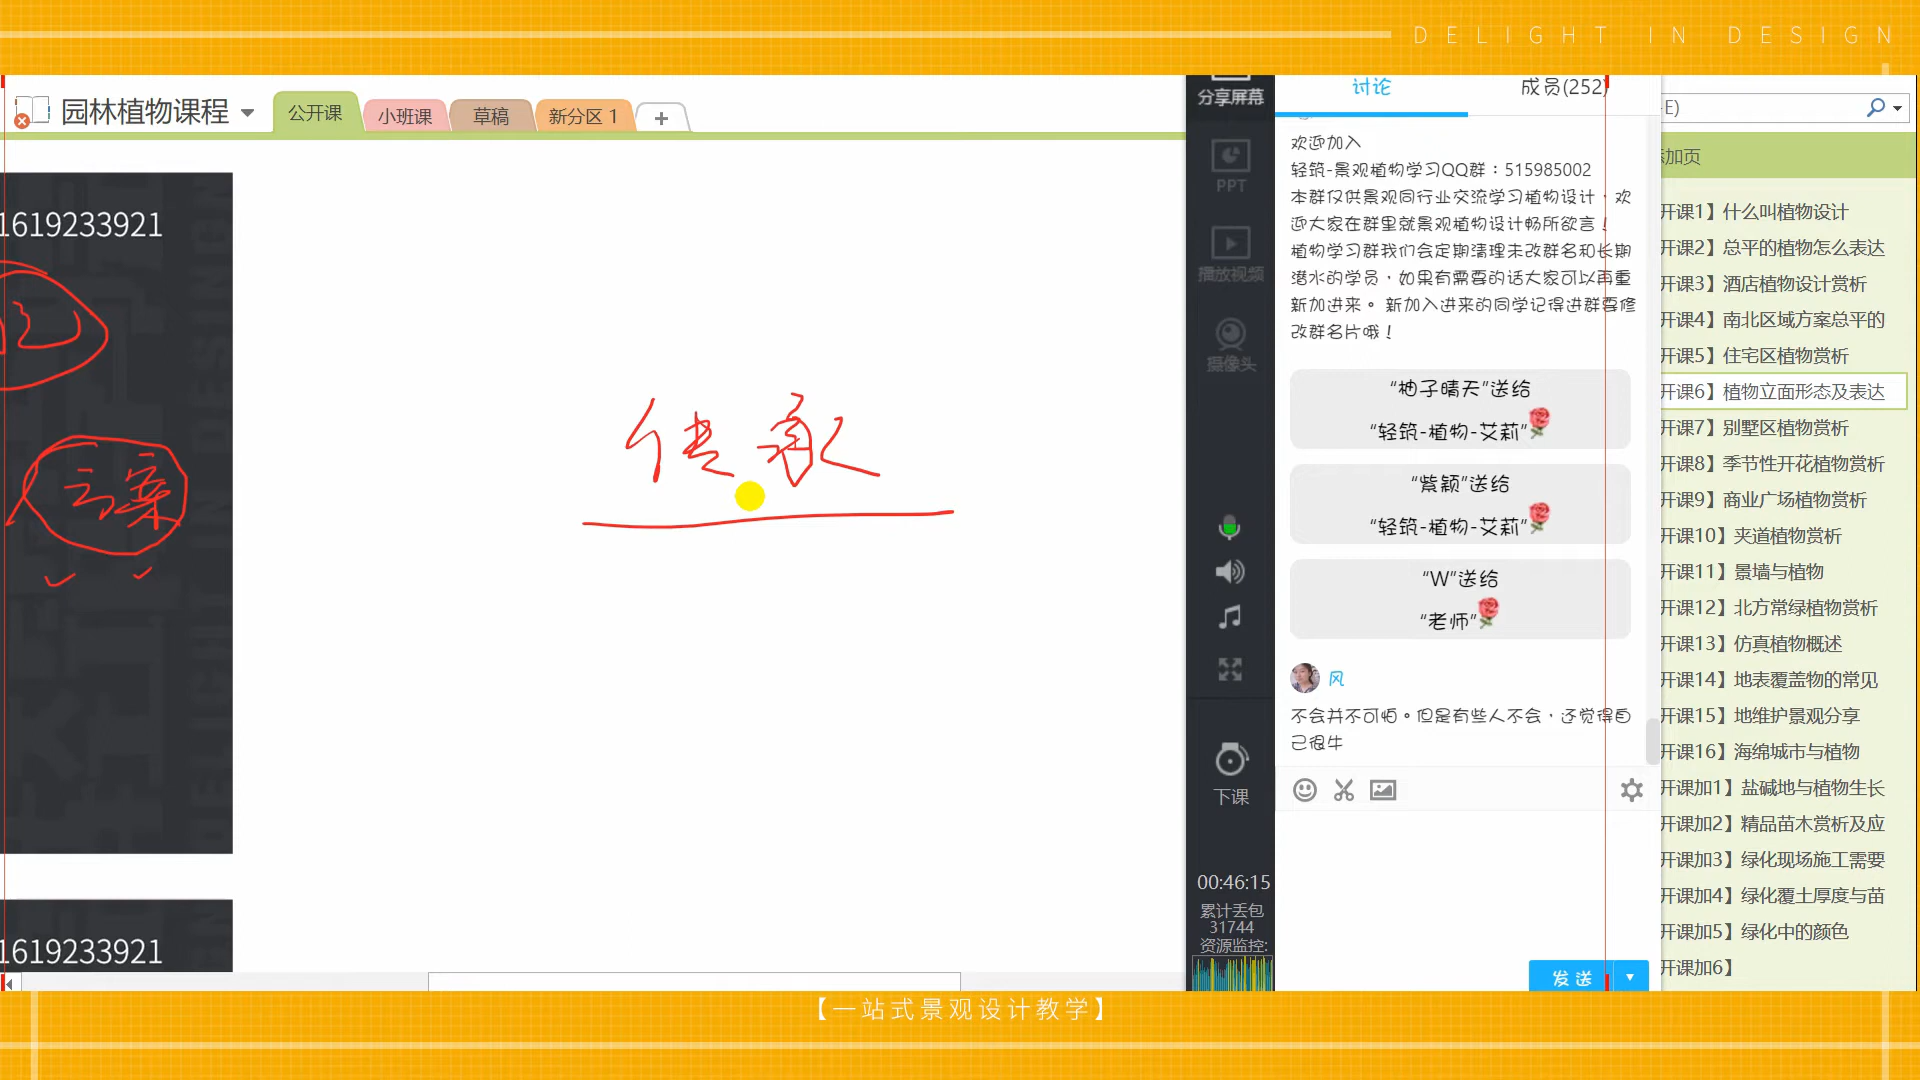 DELIGHT IN DESIGN
园林植物课程
公开课
小班课
草稿
新分区 1
1619233921
方案
1619233921
传承
分享屏幕
PPT
播放视频
摄像头
下课
00:46:15
累计丢包
31744
资源监控:
讨论
成员(252)
欢迎加入
轻筑-景观植物学习QQ群：515985002
本群仅供景观同行业交流学习植物设计，欢
迎大家在群里就景观植物设计畅所欲言！
植物学习群我们会定期清理未改群名和长期
潜水的学员，如果有需要的话大家可以再重
新加进来。 新加入进来的同学记得进群要修
改群名片哦！
“柚子晴天”送给
“轻筑-植物-艾莉”
“紫颖”送给
“轻筑-植物-艾莉”
“W”送给
“老师”
风
不会并不可怕。但是有些人不会，还觉得自
己很牛
发送
E)
加页
开课1】什么叫植物设计
开课2】总平的植物怎么表达
开课3】酒店植物设计赏析
开课4】南北区域方案总平的
开课5】住宅区植物赏析
开课6】植物立面形态及表达
开课7】别墅区植物赏析
开课8】季节性开花植物赏析
开课9】商业广场植物赏析
开课10】夹道植物赏析
开课11】景墙与植物
开课12】北方常绿植物赏析
开课13】仿真植物概述
开课14】地表覆盖物的常见
开课15】地维护景观分享
开课16】海绵城市与植物
开课加1】盐碱地与植物生长
开课加2】精品苗木赏析及应
开课加3】绿化现场施工需要
开课加4】绿化覆土厚度与苗
开课加5】绿化中的颜色
开课加6】
【一站式景观设计教学】